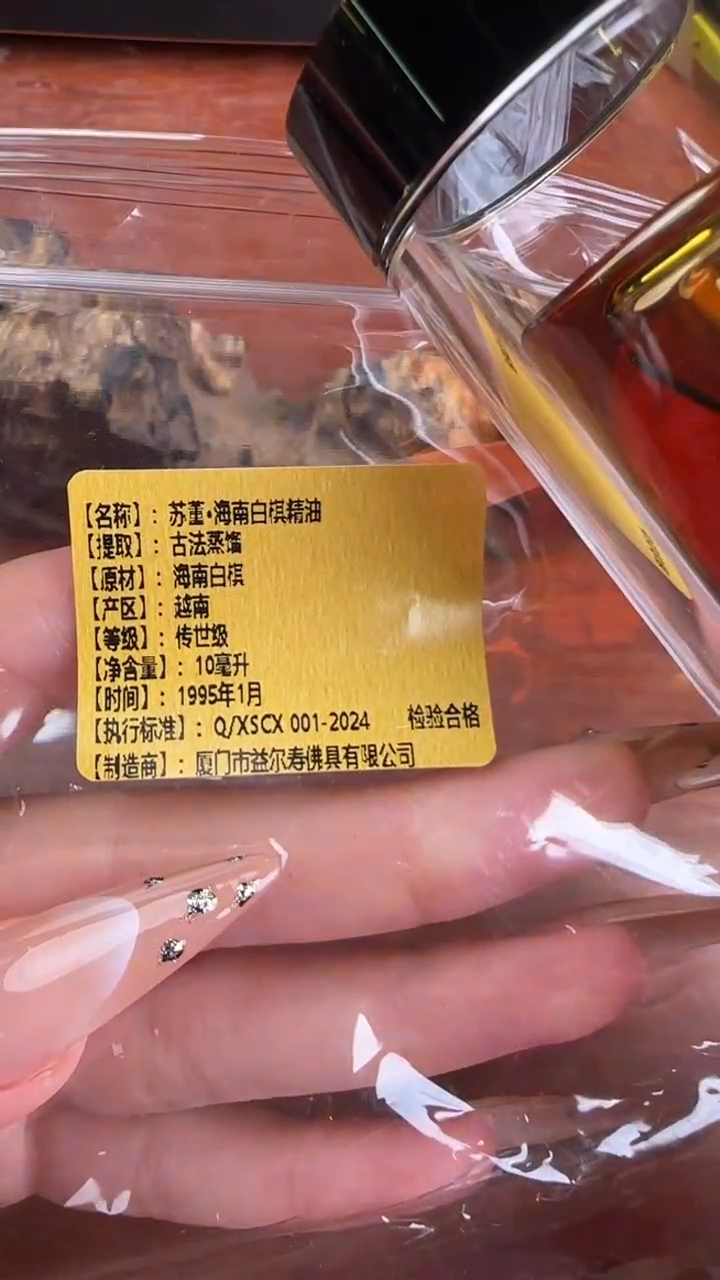 【名称】：苏董•海南白棋精油
【提取】：古法蒸馏
【原材】：海南白棋
【产区】：越南
【等级】：传世级
【净含量】：10毫升
【时间】：1995年1月
【执行标准】：Q/XSCX 001-2024 检验合格
【制造商】：厦门市益尔寿佛具有限公司